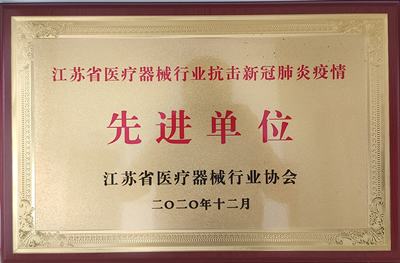 江苏省医疗器械行业抗击新冠肺炎疫情
先进单位
江苏省医疗器械行业协会
二〇二〇年十二月